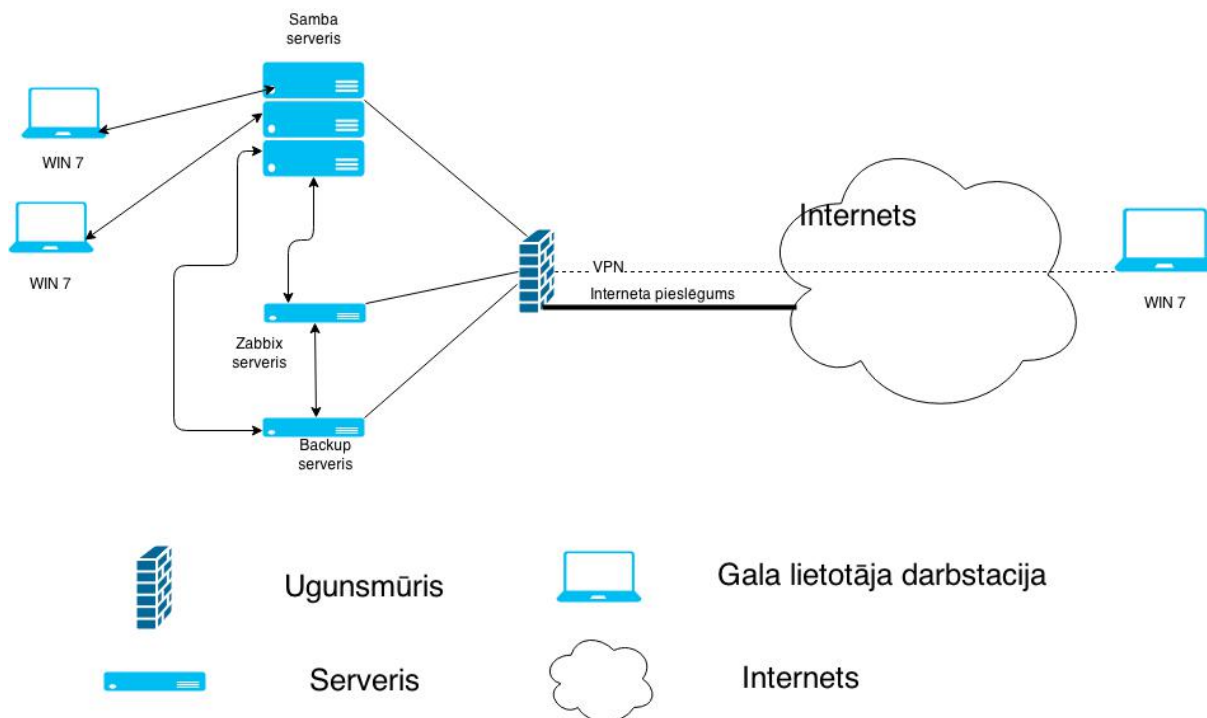 Samba
serveris
WIN 7
WIN 7
Zabbix
serveris
Backup
serveris
VPN
Interneta pieslēgums
Internets
WIN 7
Ugunsmūris
Gala lietotāja darbstacija
Serveris
Internets